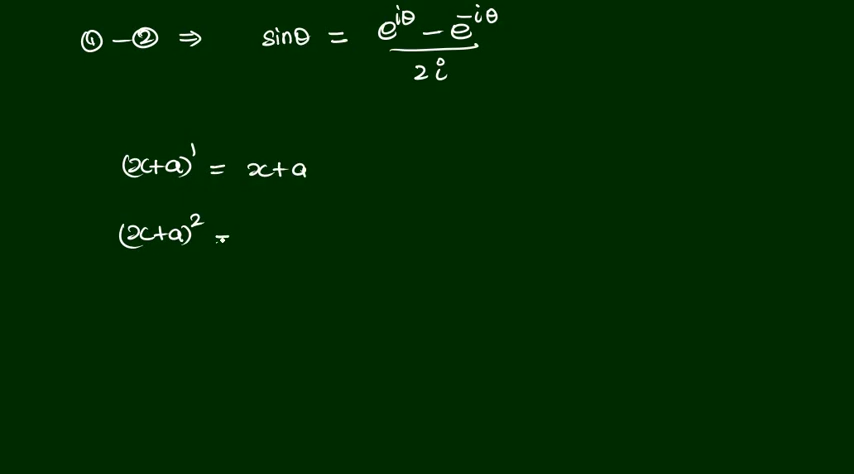 ① - ② ⇒ sinθ = (e^{iθ} - e^{-iθ}) / 2i
(x+a)^1 = x+a
(x+a)^2 =